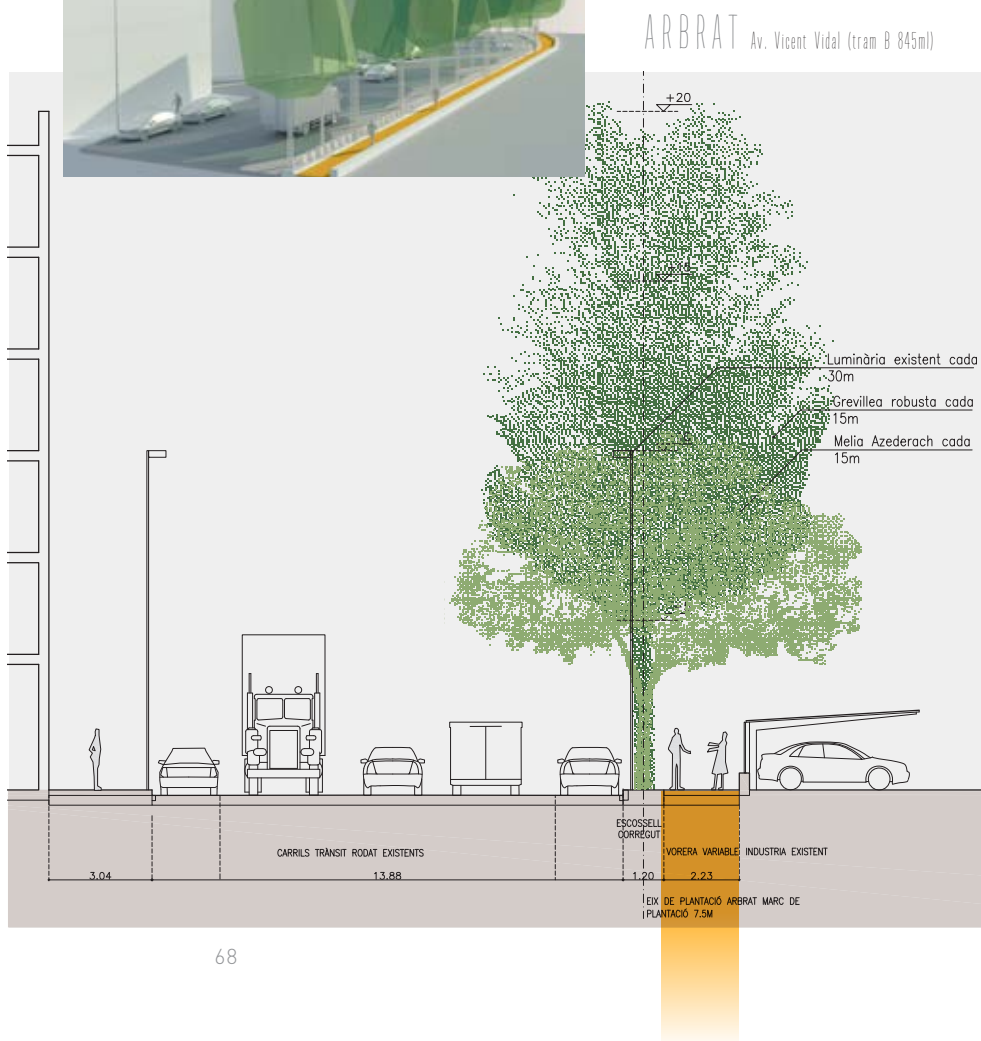 ARBRAT Av. Vicent Vidal (tram B 845ml)
+20
Luminària existent cada
30m
Grevillea robusta cada
15m
Melia Azederach cada
15m
ESCOSSELL
CORREGUT
CARRILS TRÀNSIT RODAT EXISTENTS
VORERA VARIABLE
INDUSTRIA EXISTENT
3.04
13.88
1.20
2.23
EIX DE PLANTACIÓ ARBRAT MARC DE
PLANTACIÓ 7.5M
68